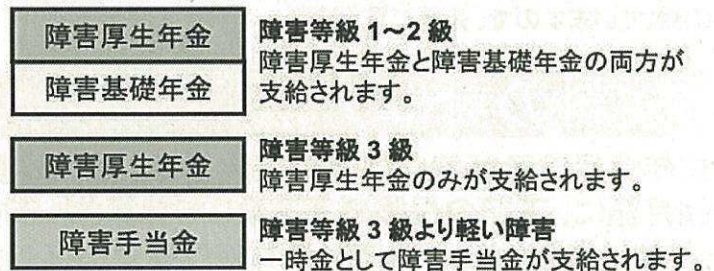 障害厚生年金
障害基礎年金
障害等級 1～2 級
障害厚生年金と障害基礎年金の両方が
支給されます。
障害厚生年金
障害等級 3 級
障害厚生年金のみが支給されます。
障害手当金
障害等級 3 級より軽い障害
一時金として障害手当金が支給されます。